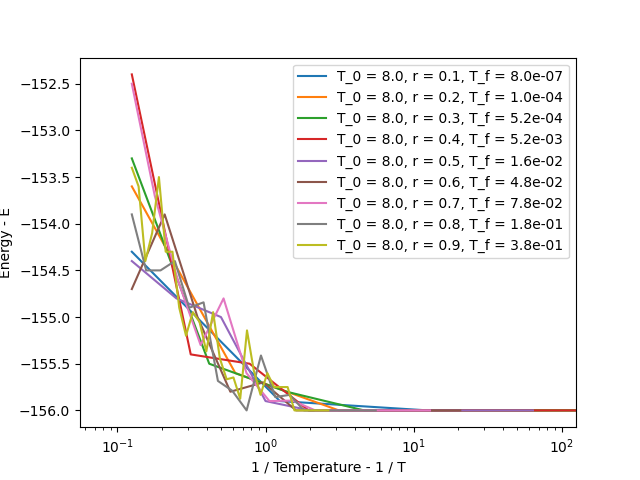 T_0 = 8.0, r = 0.1, T_f = 8.0e-07
T_0 = 8.0, r = 0.2, T_f = 1.0e-04
T_0 = 8.0, r = 0.3, T_f = 5.2e-04
T_0 = 8.0, r = 0.4, T_f = 5.2e-03
T_0 = 8.0, r = 0.5, T_f = 1.6e-02
T_0 = 8.0, r = 0.6, T_f = 4.8e-02
T_0 = 8.0, r = 0.7, T_f = 7.8e-02
T_0 = 8.0, r = 0.8, T_f = 1.8e-01
T_0 = 8.0, r = 0.9, T_f = 3.8e-01
−152.5
−153.0
−153.5
−154.0
−154.5
−155.0
−155.5
−156.0
Energy - E
10⁻¹ 10⁰ 10¹ 10²
1 / Temperature - 1 / T